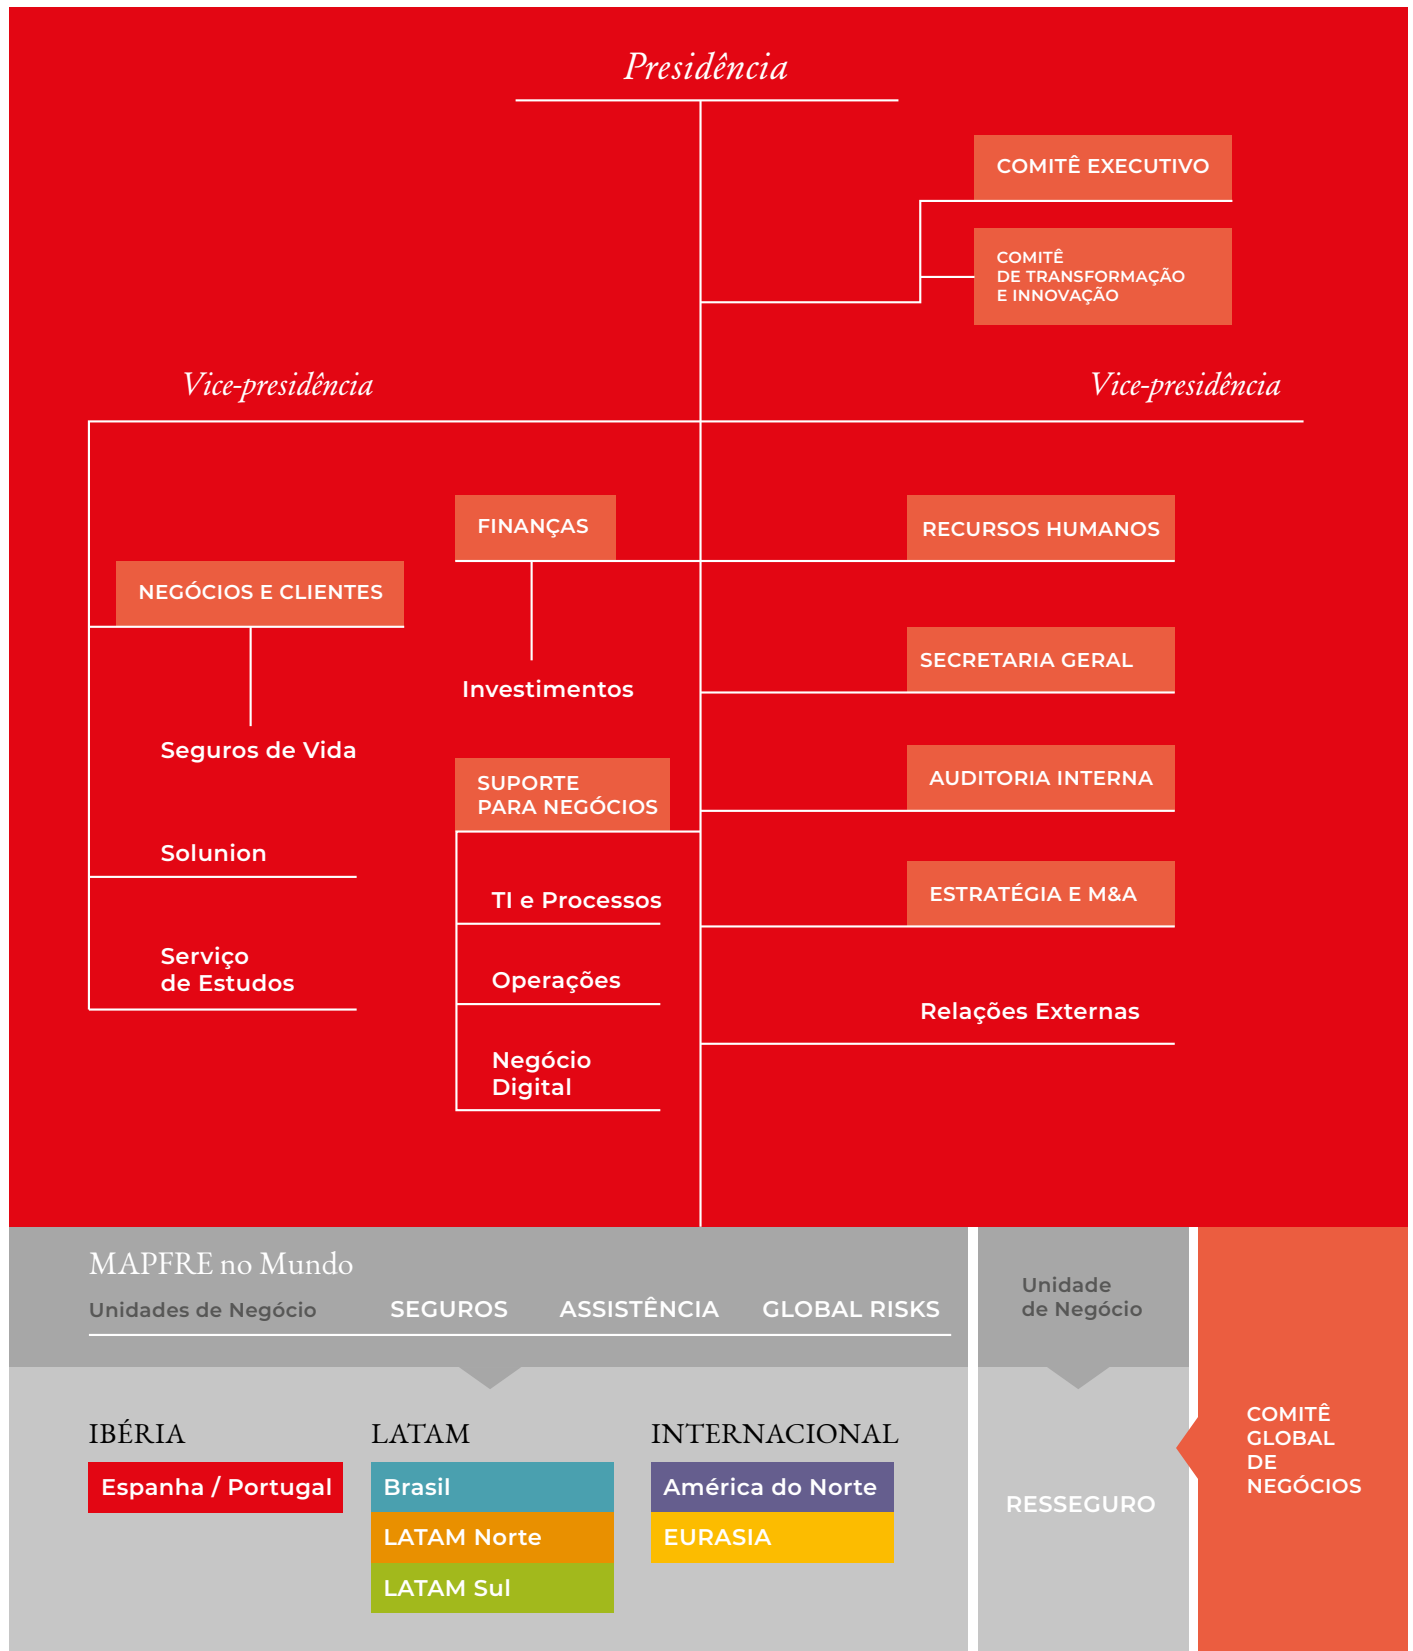 Presidência
COMITÊ EXECUTIVO
COMITÊ
DE TRANSFORMAÇÃO
E INNOVAÇÃO
Vice-presidência
Vice-presidência
NEGÓCIOS E CLIENTES
Seguros de Vida
Solunion
Serviço
de Estudos
FINANÇAS
Investimentos
SUPORTE
PARA NEGÓCIOS
TI e Processos
Operações
Negócio
Digital
RECURSOS HUMANOS
SECRETARIA GERAL
AUDITORIA INTERNA
ESTRATÉGIA E M&A
Relações Externas
MAPFRE no Mundo
Unidades de Negócio
SEGUROS
ASSISTÊNCIA
GLOBAL RISKS
IBÉRIA
Espanha / Portugal
LATAM
Brasil
LATAM Norte
LATAM Sul
INTERNACIONAL
América do Norte
EURASIA
Unidade
de Negócio
RESSEGURO
COMITÊ
GLOBAL
DE
NEGÓCIOS